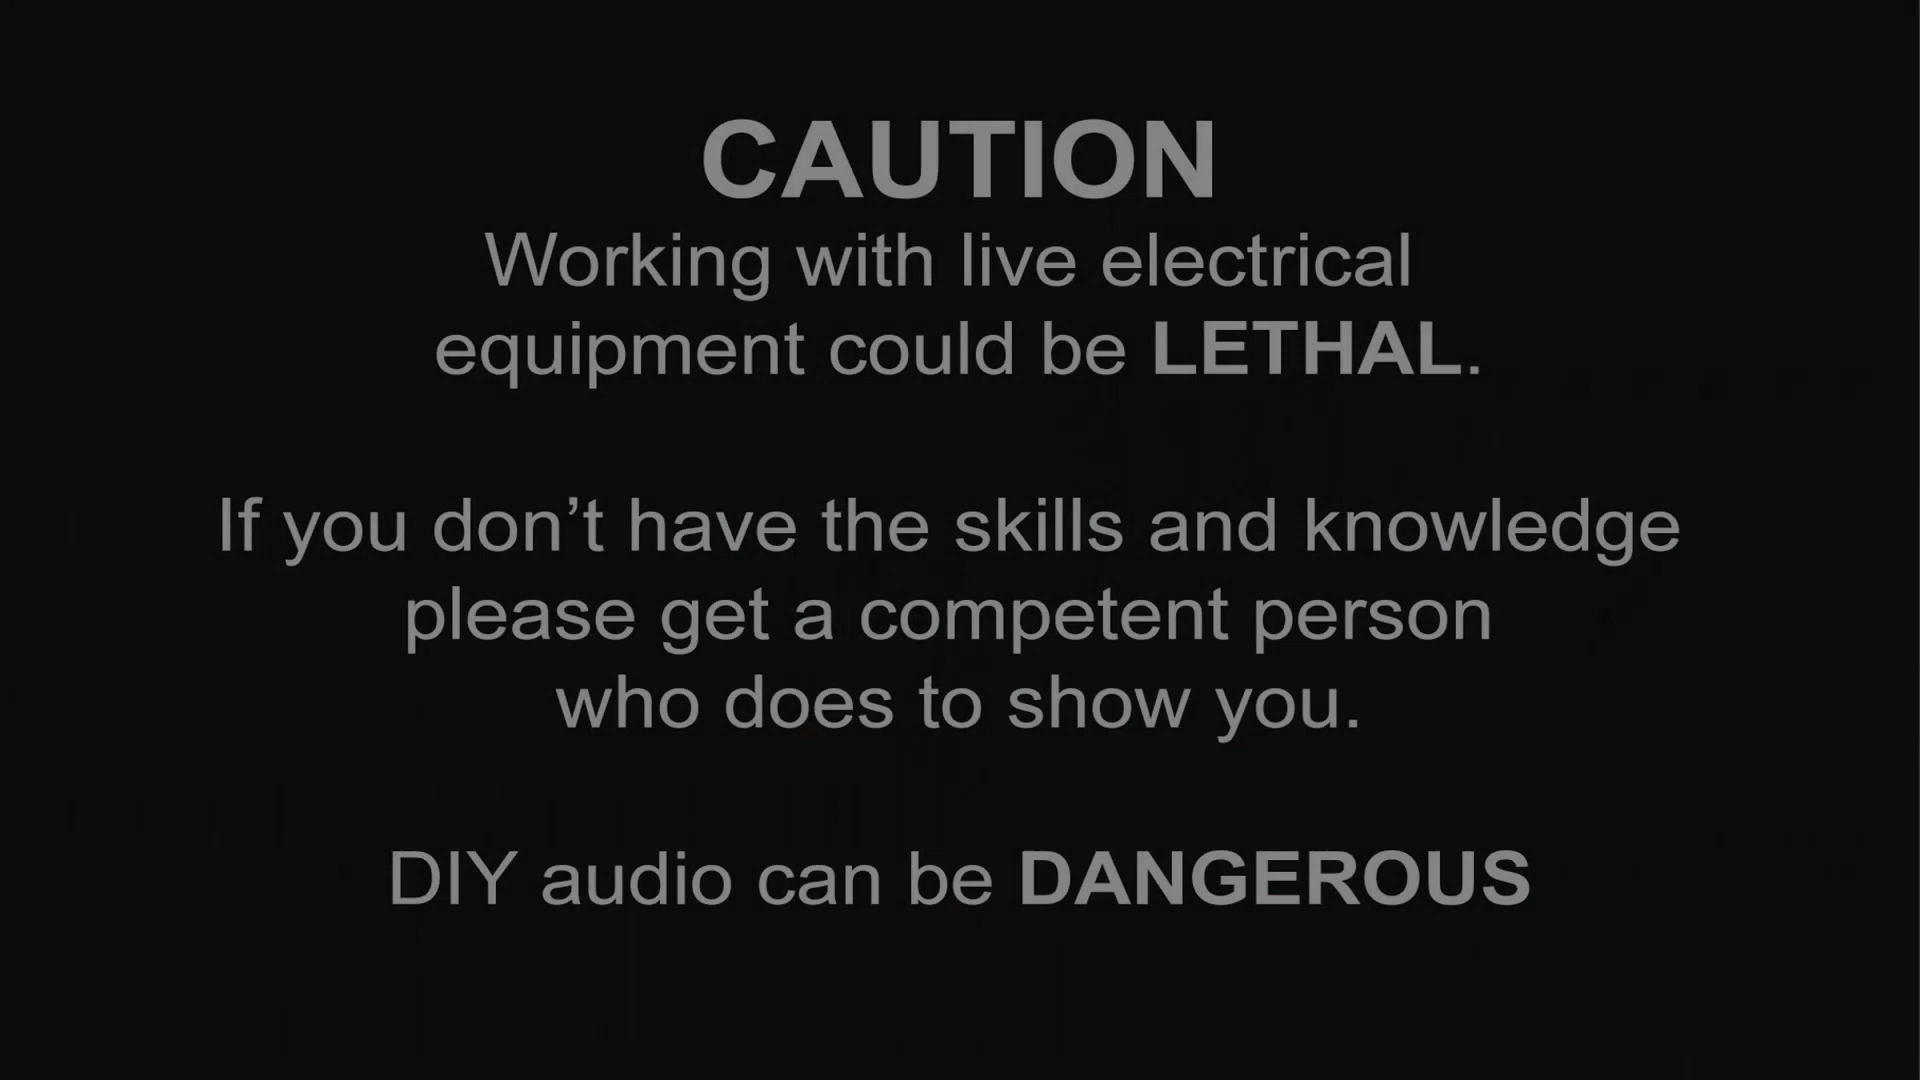 CAUTION
Working with live electrical
equipment could be LETHAL.
If you don’t have the skills and knowledge
please get a competent person
who does to show you.
DIY audio can be DANGEROUS